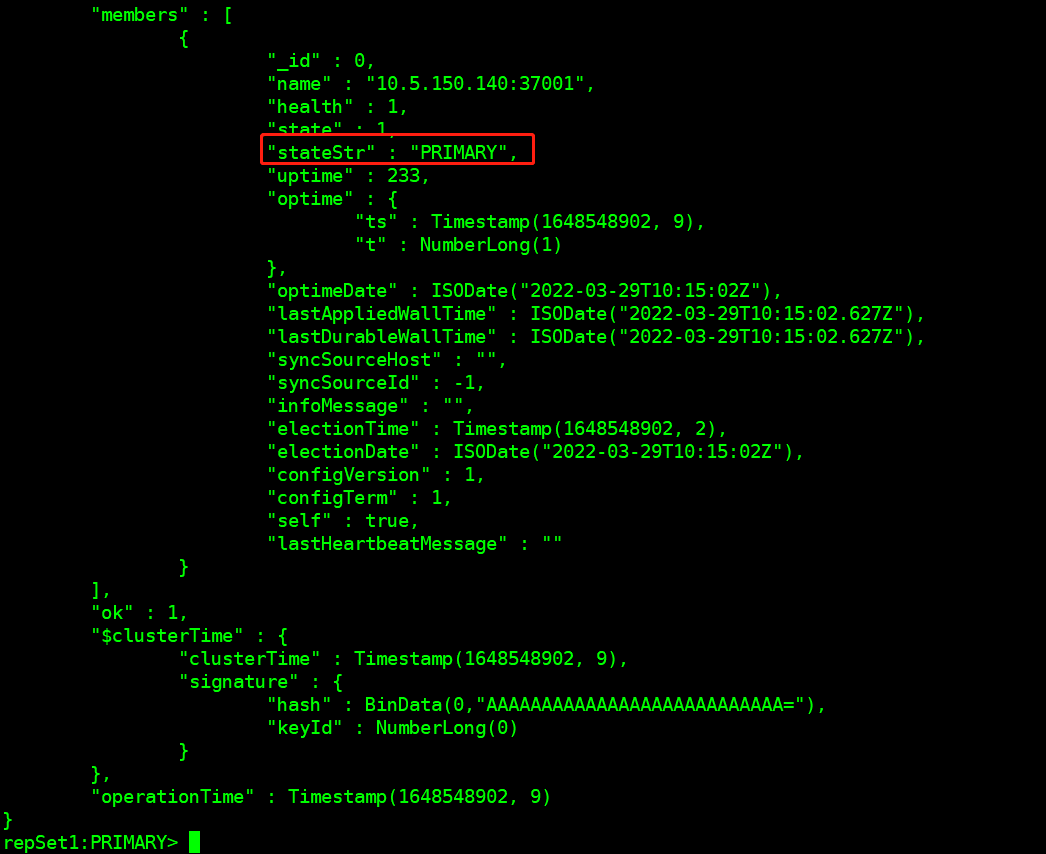 "members" : [
{
"_id" : 0,
"name" : "10.5.150.140:37001",
"health" : 1,
"state" : 1,
"stateStr" : "PRIMARY",
"uptime" : 233,
"optime" : {
"ts" : Timestamp(1648548902, 9),
"t" : NumberLong(1)
},
"optimeDate" : ISODate("2022-03-29T10:15:02Z"),
"lastAppliedWallTime" : ISODate("2022-03-29T10:15:02.627Z"),
"lastDurableWallTime" : ISODate("2022-03-29T10:15:02.627Z"),
"syncSourceHost" : "",
"syncSourceId" : -1,
"infoMessage" : "",
"electionTime" : Timestamp(1648548902, 2),
"electionDate" : ISODate("2022-03-29T10:15:02Z"),
"configVersion" : 1,
"configTerm" : 1,
"self" : true,
"lastHeartbeatMessage" : ""
}
],
"ok" : 1,
"$clusterTime" : {
"clusterTime" : Timestamp(1648548902, 9),
"signature" : {
"hash" : BinData(0,"AAAAAAAAAAAAAAAAAAAAAAAAAAA="),
"keyId" : NumberLong(0)
}
},
"operationTime" : Timestamp(1648548902, 9)
}
repSet1:PRIMARY>